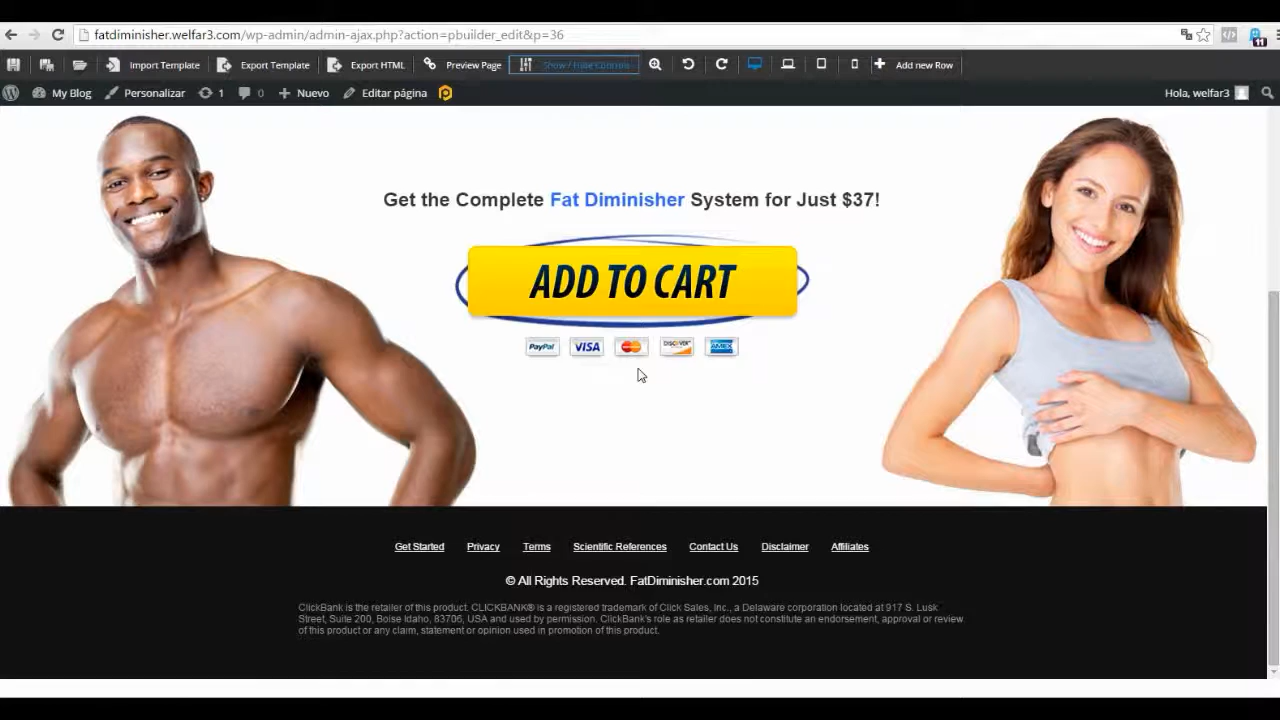 fatdiminisher.welfar3.com/wp-admin/admin-ajax.php?action=pbuilder_edit&p=36
11
Import Template Export Template Export HTML Preview Page Show / Hide Controls Add new Row
My Blog Personalizar 1 0 Nuevo Editar página Hola, welfar3
Get the Complete Fat Diminisher System for Just $37!
ADD TO CART
PayPal VISA MasterCard DISCOVER AMEX
Get Started Privacy Terms Scientific References Contact Us Disclaimer Affiliates
© All Rights Reserved. FatDiminisher.com 2015
ClickBank is the retailer of this product. CLICKBANK® is a registered trademark of Click Sales, Inc., a Delaware corporation located at 917 S. Lusk
Street, Suite 200, Boise Idaho, 83706, USA and used by permission. ClickBank's role as retailer does not constitute an endorsement, approval or review
of this product or any claim, statement or opinion used in promotion of this product.